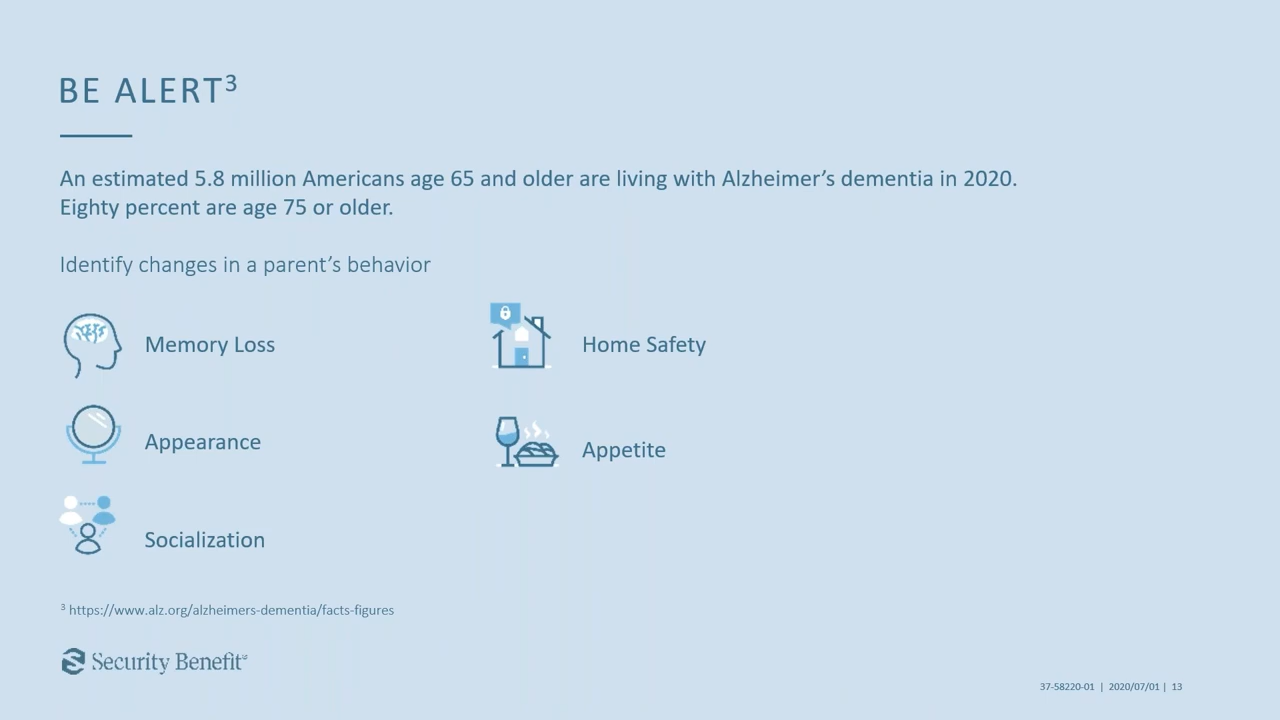 BE ALERT³
An estimated 5.8 million Americans age 65 and older are living with Alzheimer’s dementia in 2020.
Eighty percent are age 75 or older.
Identify changes in a parent’s behavior
Memory Loss
Home Safety
Appearance
Appetite
Socialization
³ https://www.alz.org/alzheimers-dementia/facts-figures
Security Benefit
37-58220-01 | 2020/07/01 | 13